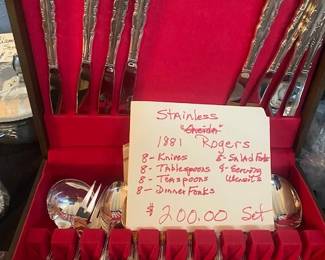 Stainless
"Oneida"
1881 Rogers
8- Knives 8- Salad Forks
8- Tablespoons 4- Serving
8- Teaspoons Utensils
8- Dinner Forks
$200.00 Set